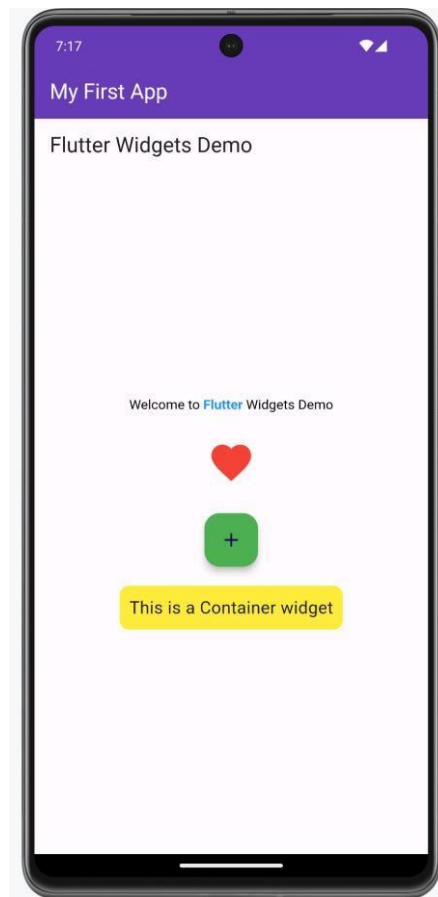 7:17
My First App
Flutter Widgets Demo
Welcome to Flutter Widgets Demo
+
This is a Container widget